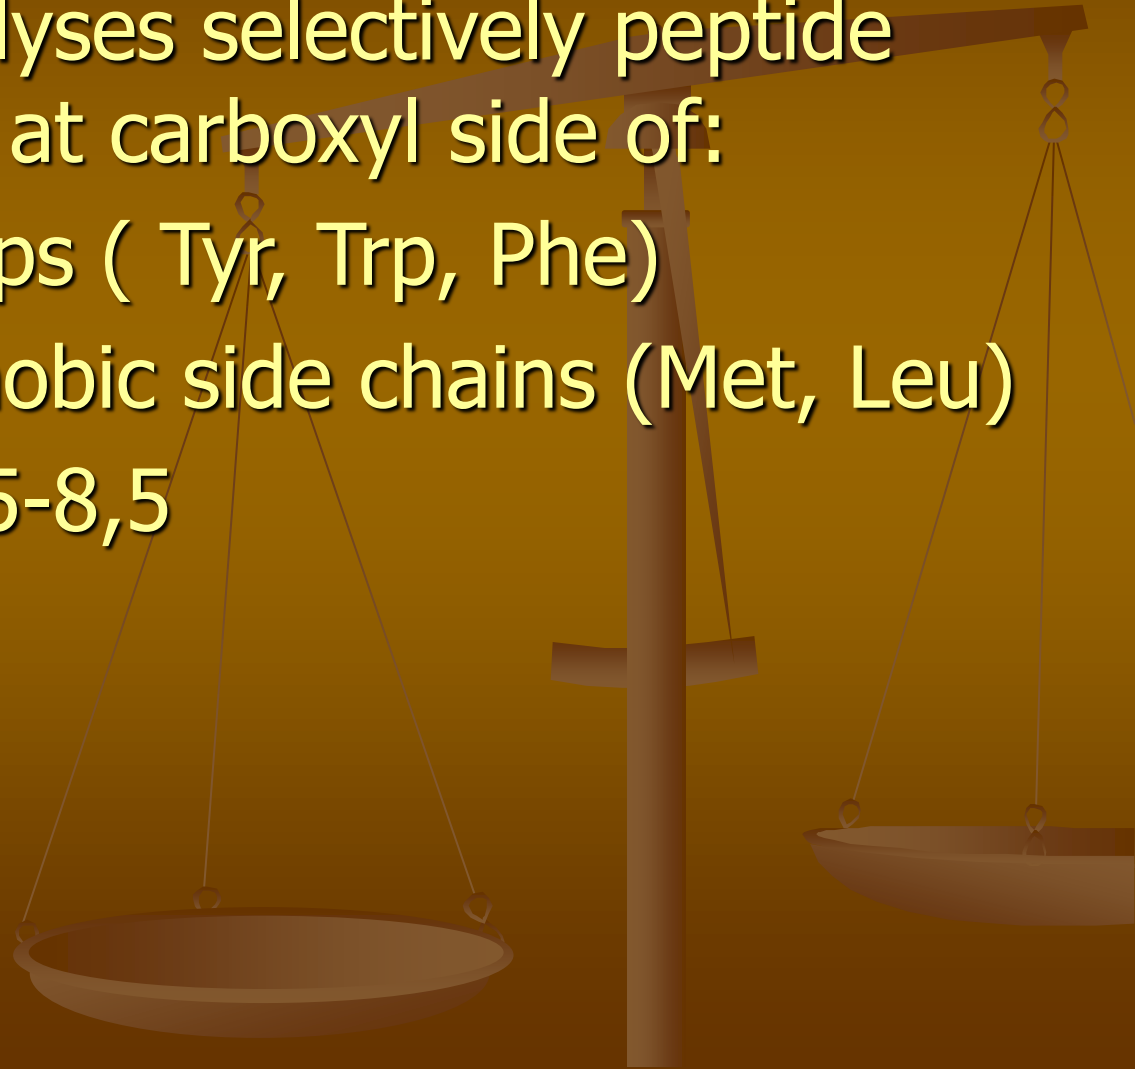 lyses selectively peptide
at carboxyl side of:
ps ( Tyr, Trp, Phe)
obic side chains (Met, Leu)
5-8,5